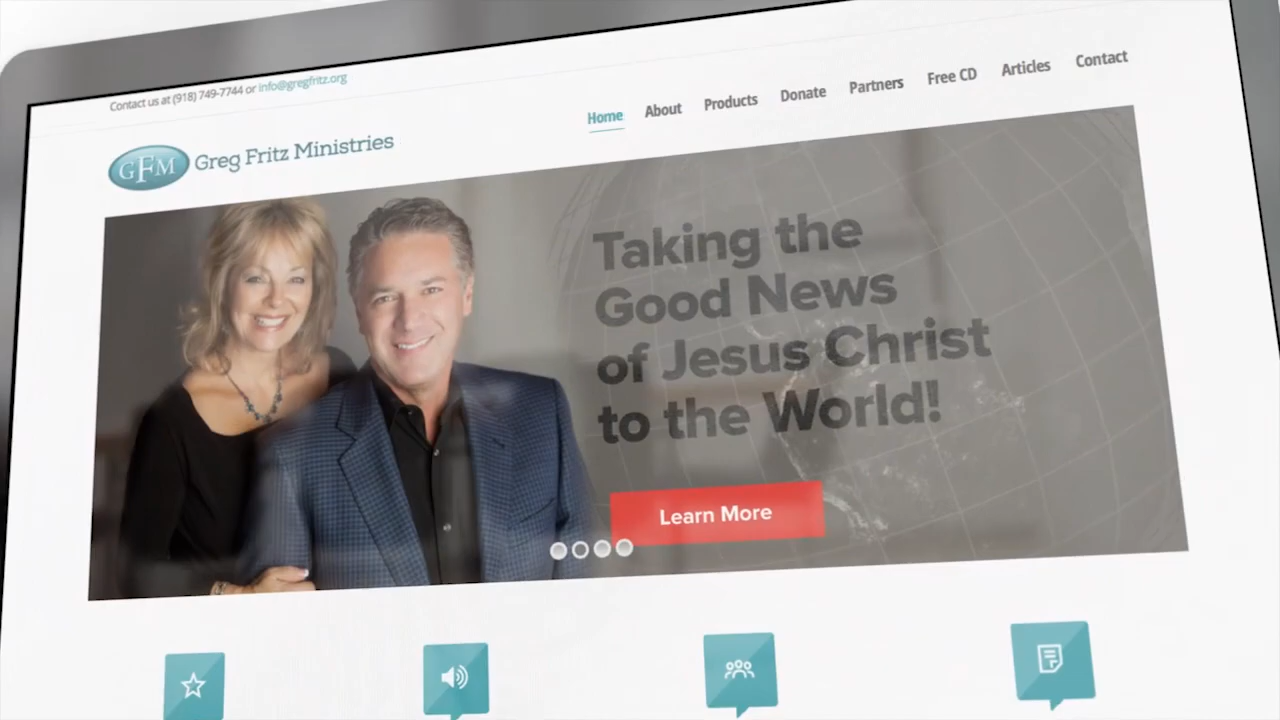 Contact us at (918) 749-7744 or info@gregfritz.org
Home About Products Donate Partners Free CD Articles Contact
GFM Greg Fritz Ministries
Taking the
Good News
of Jesus Christ
to the World!
Learn More